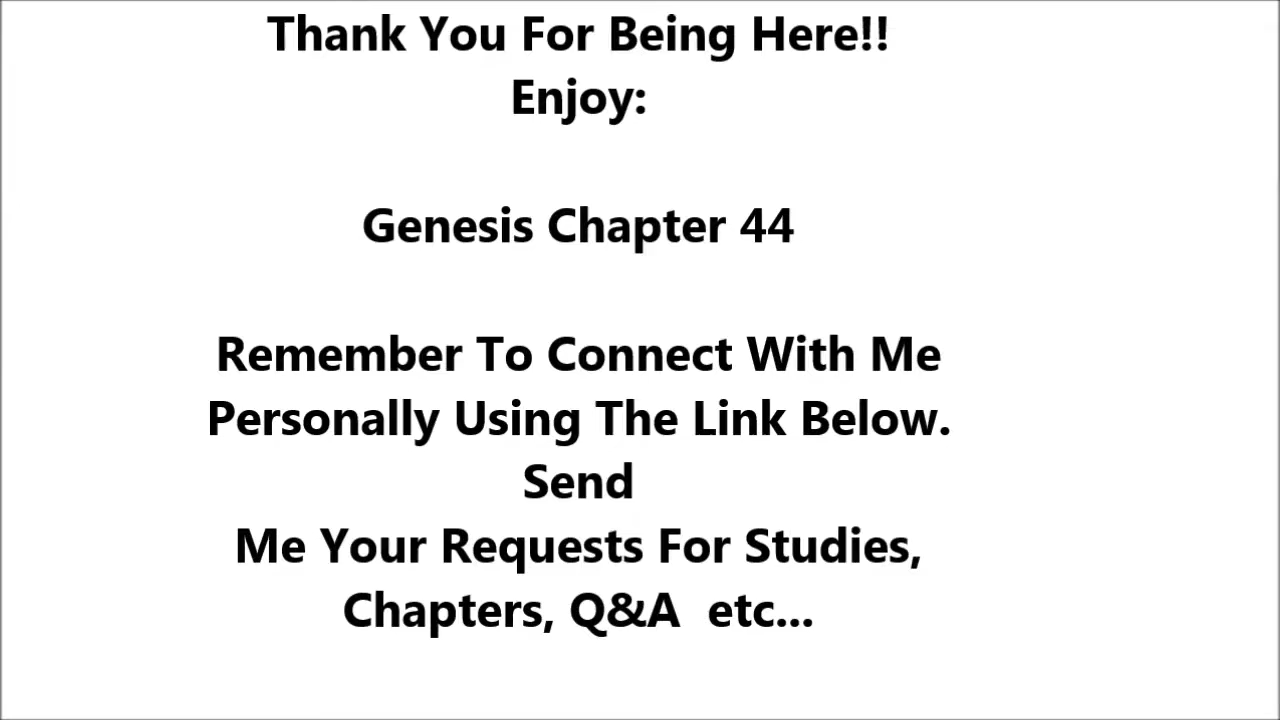 Thank You For Being Here!!
Enjoy:
Genesis Chapter 44
Remember To Connect With Me
Personally Using The Link Below.
Send
Me Your Requests For Studies,
Chapters, Q&A  etc...